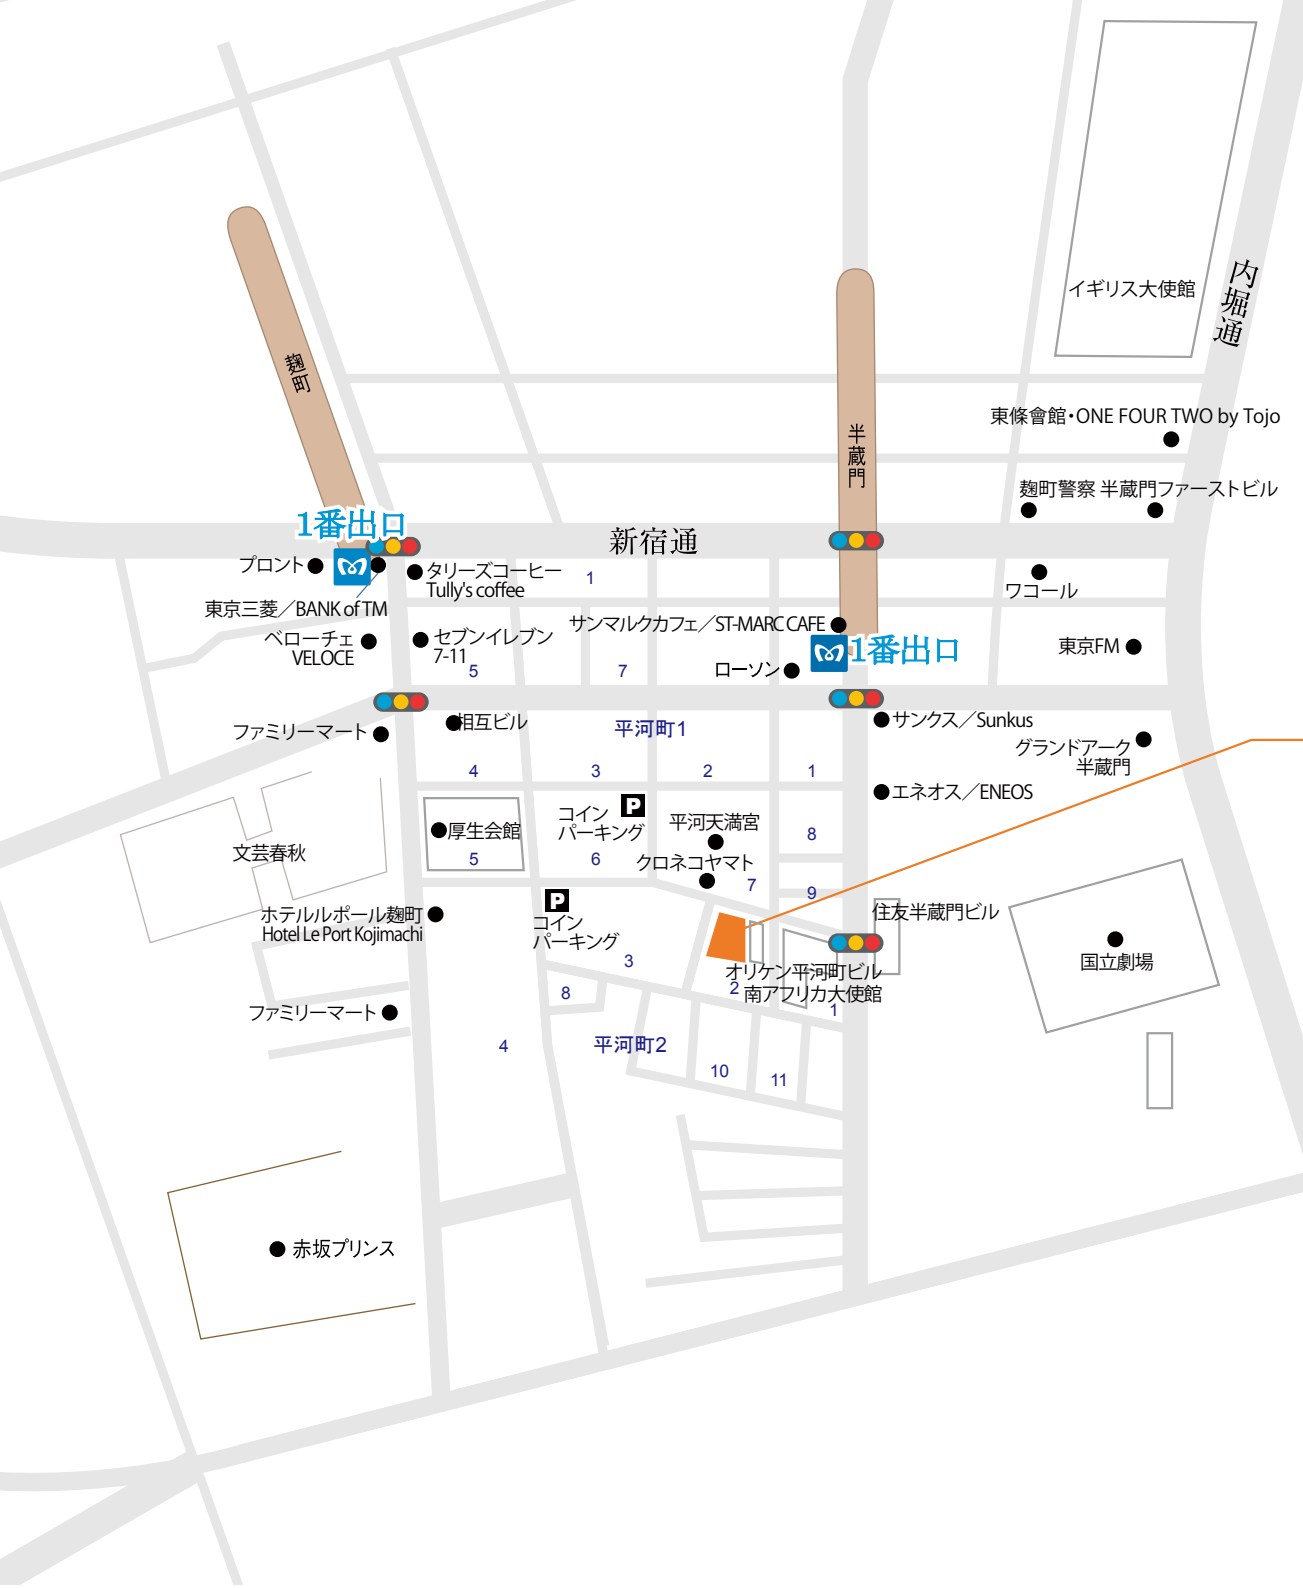 イギリス大使館
内堀通
麹町
半蔵門
東條會館・ONE FOUR TWO by Tojo
麹町警察
半蔵門ファーストビル
1番出口
新宿通
プロント
タリーズコーヒー
Tully's coffee
1
ワコール
東京三菱／BANK of TM
サンマルクカフェ／ST-MARC CAFE
ベローチェ
VELOCE
セブンイレブン
7-11
1番出口
東京FM
5
7
ローソン
ファミリーマート
相互ビル
平河町1
サンクス／Sunkus
グランドアーク
半蔵門
4
3
2
1
エネオス／ENEOS
コイン
パーキング
P
平河天満宮
厚生会館
8
文芸春秋
5
6
クロネコヤマト
7
9
P
ホテルルポール麹町
Hotel Le Port Kojimachi
コイン
パーキング
住友半蔵門ビル
3
国立劇場
オリケン平河町ビル
2
南アフリカ大使館
8
1
ファミリーマート
4
平河町2
10
11
赤坂プリンス